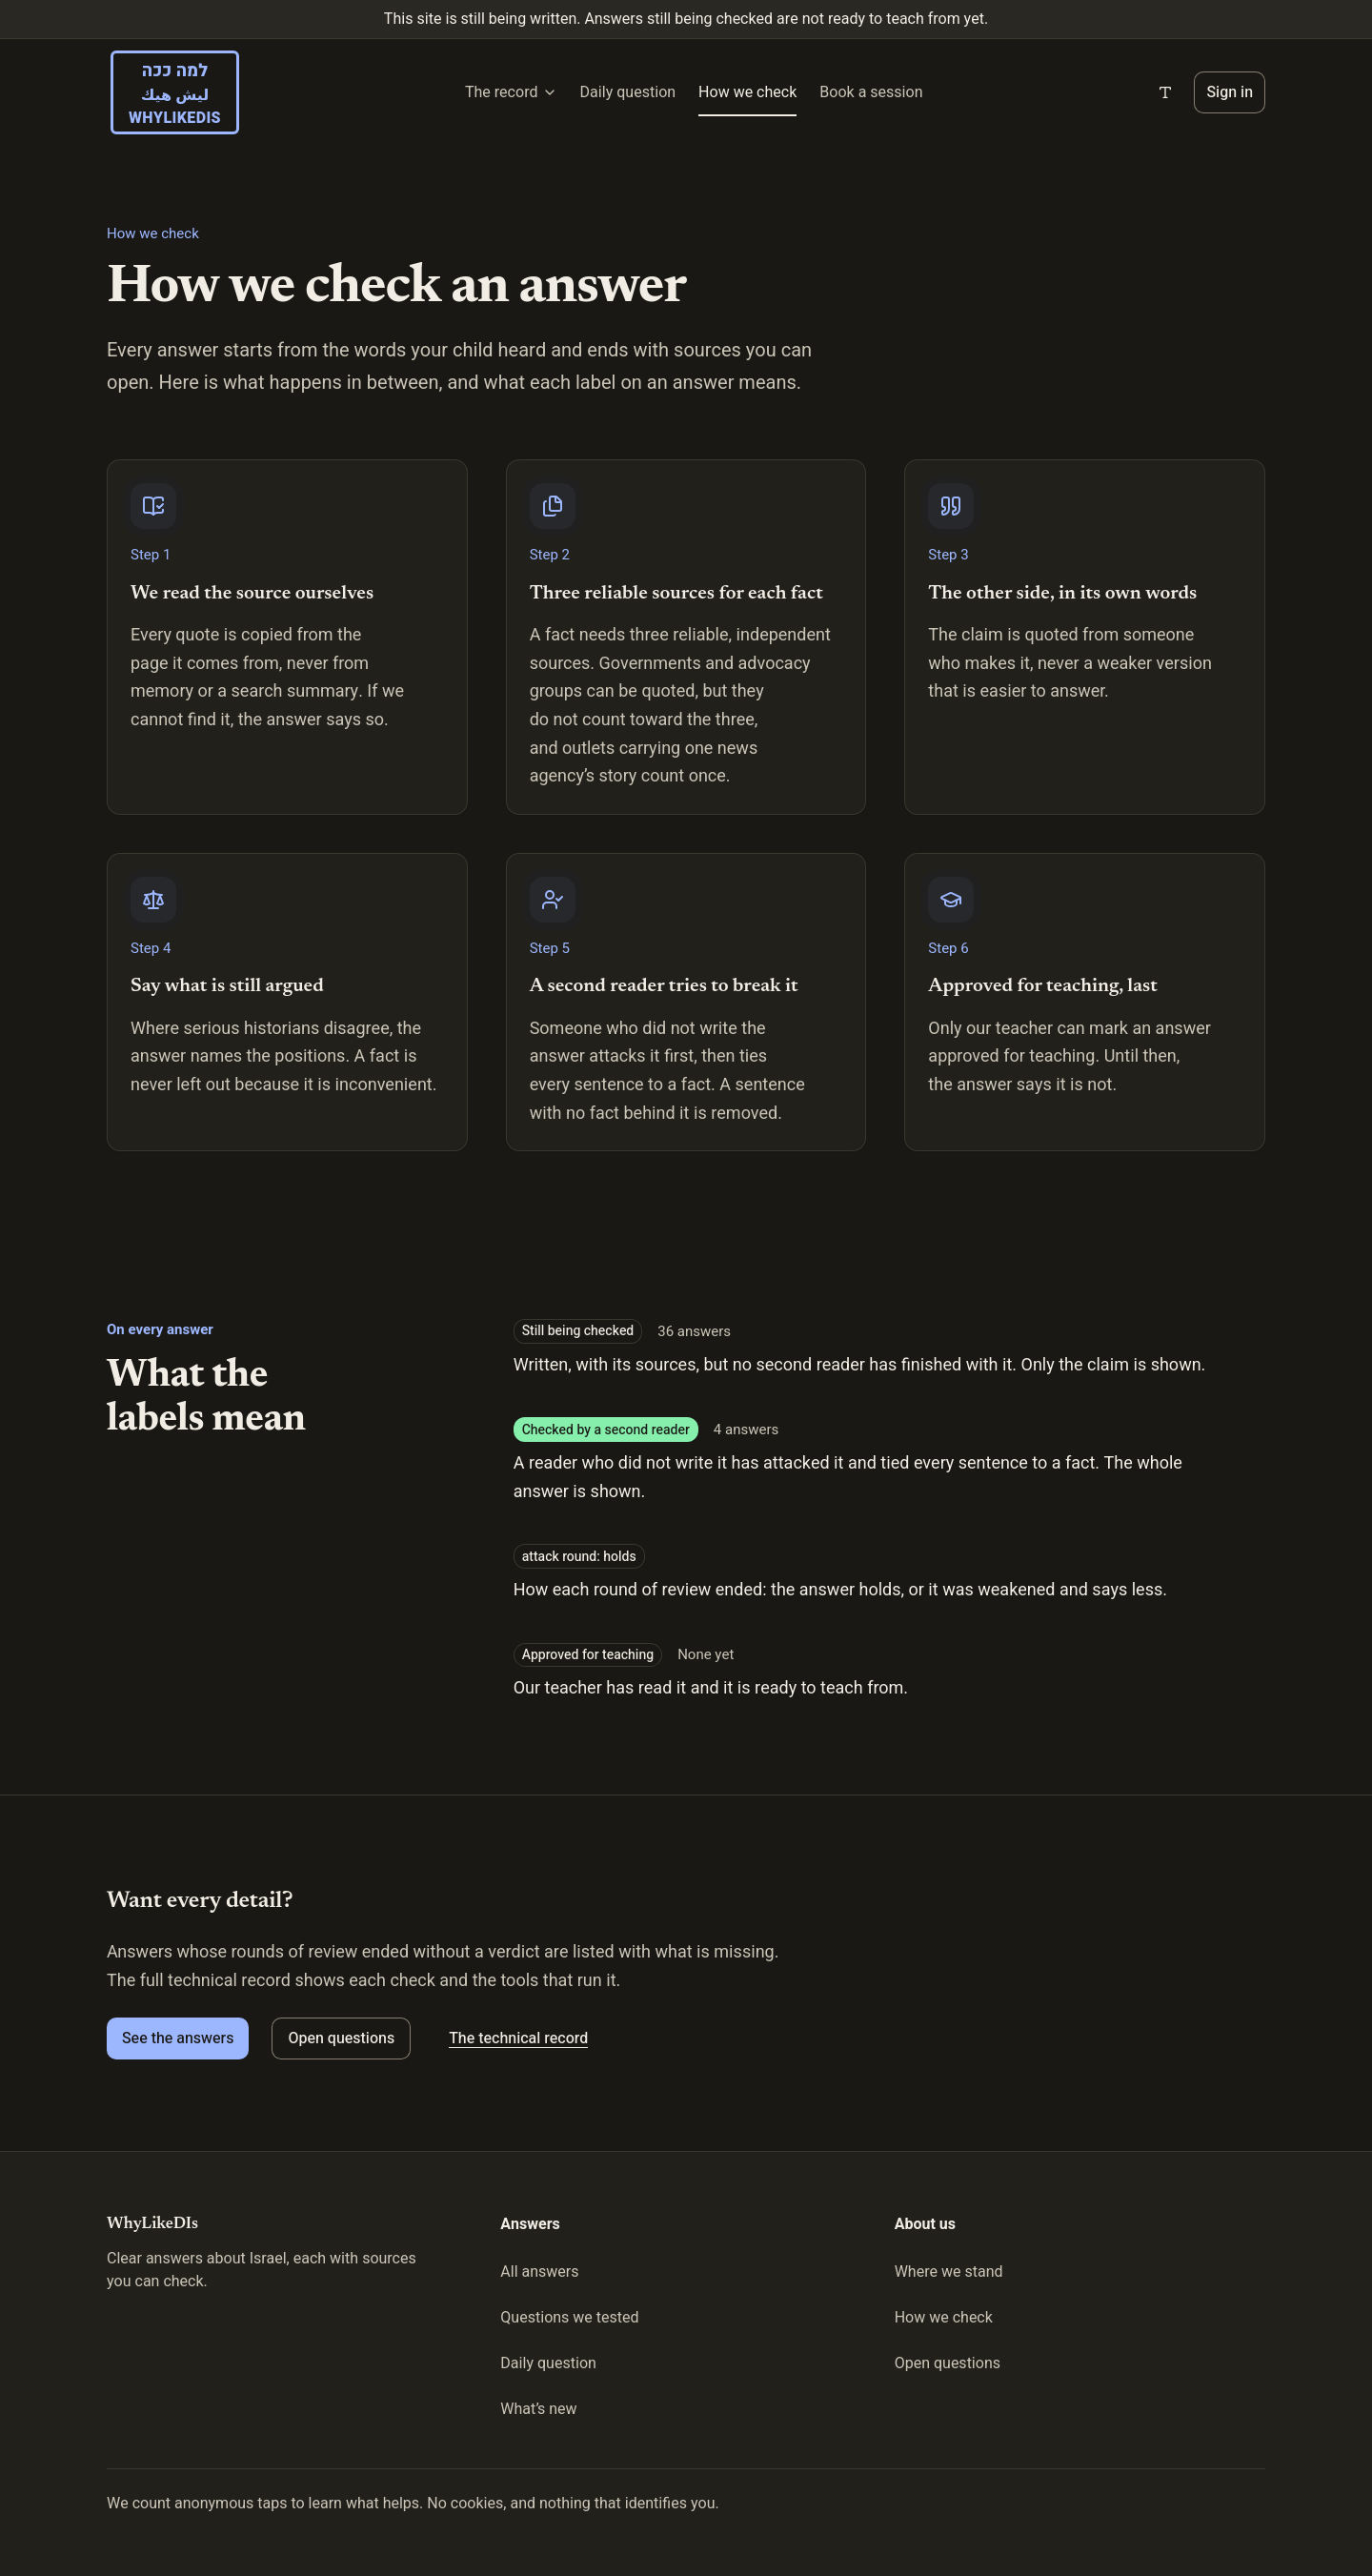 This site is still being written. Answers still being checked are not ready to teach from yet.
למה ככה
ليش هيك
WHYLIKEDIS
The record
Daily question
How we check
Book a session
T
Sign in
How we check
How we check an answer
Every answer starts from the words your child heard and ends with sources you can
open. Here is what happens in between, and what each label on an answer means.
Step 1
We read the source ourselves
Every quote is copied from the
page it comes from, never from
memory or a search summary. If we
cannot find it, the answer says so.
Step 2
Three reliable sources for each fact
A fact needs three reliable, independent
sources. Governments and advocacy
groups can be quoted, but they
do not count toward the three,
and outlets carrying one news
agency’s story count once.
Step 3
The other side, in its own words
The claim is quoted from someone
who makes it, never a weaker version
that is easier to answer.
Step 4
Say what is still argued
Where serious historians disagree, the
answer names the positions. A fact is
never left out because it is inconvenient.
Step 5
A second reader tries to break it
Someone who did not write the
answer attacks it first, then ties
every sentence to a fact. A sentence
with no fact behind it is removed.
Step 6
Approved for teaching, last
Only our teacher can mark an answer
approved for teaching. Until then,
the answer says it is not.
On every answer
What the
labels mean
Still being checked 36 answers
Written, with its sources, but no second reader has finished with it. Only the claim is shown.
Checked by a second reader 4 answers
A reader who did not write it has attacked it and tied every sentence to a fact. The whole
answer is shown.
attack round: holds
How each round of review ended: the answer holds, or it was weakened and says less.
Approved for teaching None yet
Our teacher has read it and it is ready to teach from.
Want every detail?
Answers whose rounds of review ended without a verdict are listed with what is missing.
The full technical record shows each check and the tools that run it.
See the answers
Open questions
The technical record
WhyLikeDIs
Clear answers about Israel, each with sources
you can check.
Answers
All answers
Questions we tested
Daily question
What’s new
About us
Where we stand
How we check
Open questions
We count anonymous taps to learn what helps. No cookies, and nothing that identifies you.